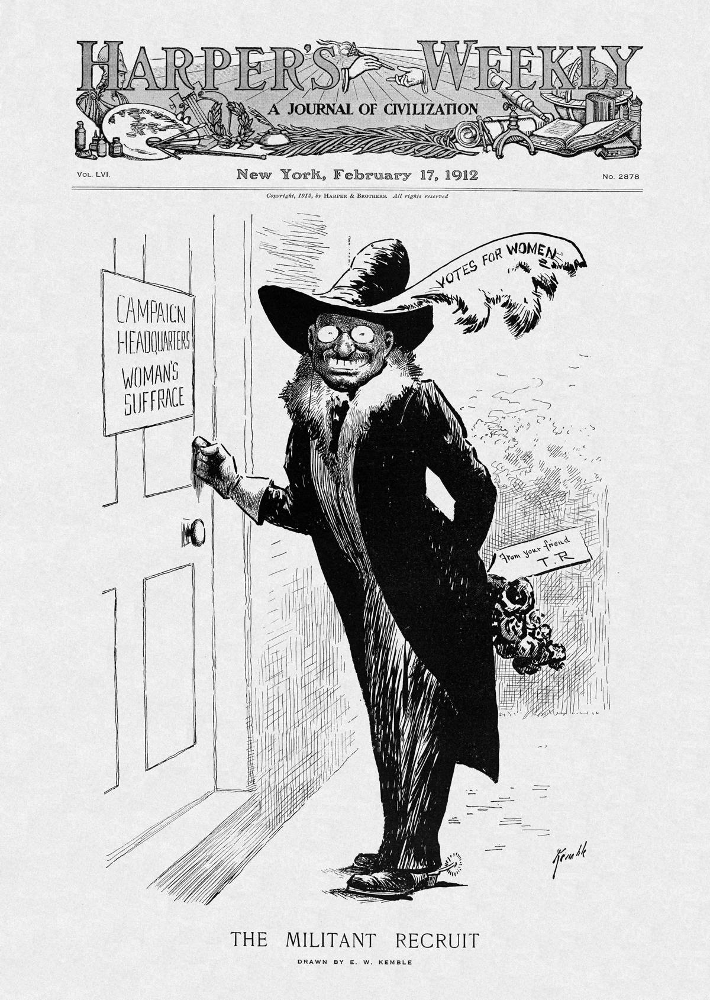 HARPER'S WEEKLY
A JOURNAL OF CIVILIZATION
VOL. LVI.
New York, February 17, 1912
No. 2878
Copyright, 1912, by HARPER & BROTHERS. All rights reserved
VOTES FOR WOMEN
CAMPAIGN
HEADQUARTERS
WOMAN'S
SUFFRAGE
From your friend
T. R
Kemble
THE MILITANT RECRUIT
DRAWN BY E. W. KEMBLE